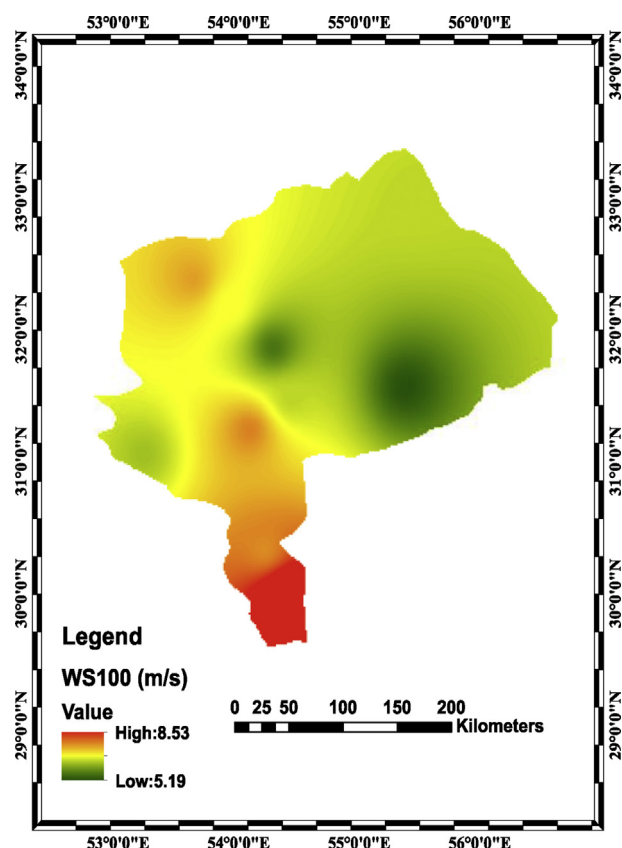 53°0'0"E 54°0'0"E 55°0'0"E 56°0'0"E
34°0'0"N 34°0'0"N
33°0'0"N 33°0'0"N
32°0'0"N 32°0'0"N
31°0'0"N 31°0'0"N
30°0'0"N 30°0'0"N
29°0'0"N 29°0'0"N
Legend
WS100 (m/s)
Value
High:8.53
Low:5.19
0 25 50 100 150 200
Kilometers
53°0'0"E 54°0'0"E 55°0'0"E 56°0'0"E